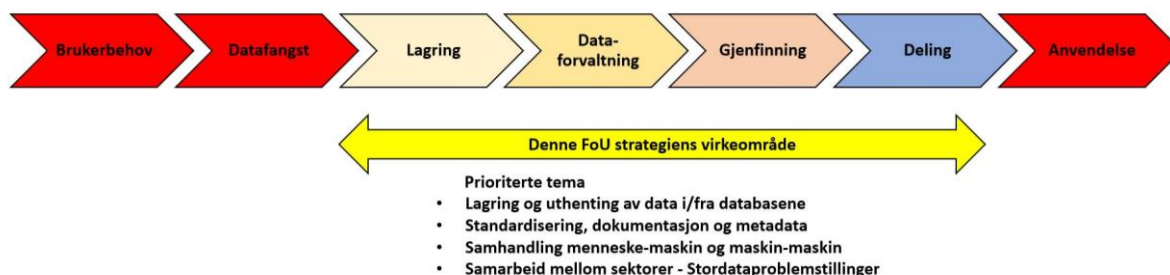 Brukerbehov
Datafangst
Lagring
Data-
forvaltning
Gjenfinning
Deling
Anvendelse
Denne FoU strategiens virkeområde
Prioriterte tema
• Lagring og uthenting av data i/fra databasene
• Standardisering, dokumentasjon og metadata
• Samhandling menneske-maskin og maskin-maskin
• Samarbeid mellom sektorer - Stordataproblemstillinger